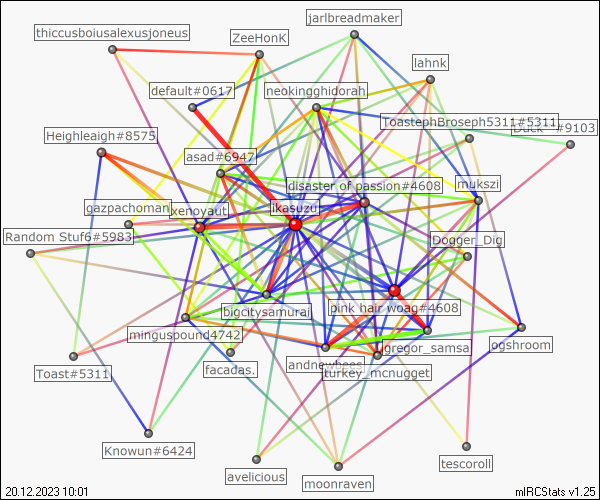 jarlbreadmaker
thiccusboiusalexusjoneus
ZeeHonK
lahnk
default#0617
neokingghidorah
ToastephBroseph5311#5311
#9103
Heighleaigh#8575
asad#6947
disaster of passion#4608
mukszi
gazpachoman
xenoyaut
ikasuzu
Random Stuf6#5983
Dogger_Dig
bigcitysamurai
pink hair woag#4608
minguspound4742
gregor_samsa
ogshroom
Toast#5311
facadas.
turkey_mcnugget
Knowun#6424
avelicious
moonraven
tescoroll
20.12.2023 10:01
mIRCStats v1.25